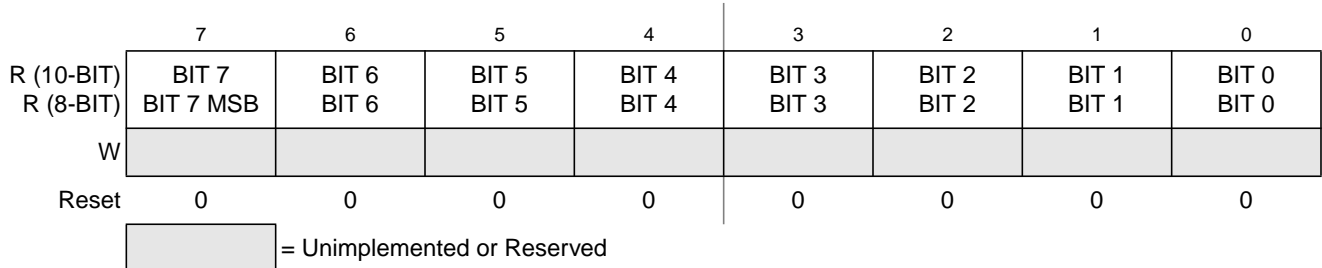 7 6 5 4 3 2 1 0
R (10-BIT) BIT 7 BIT 6 BIT 5 BIT 4 BIT 3 BIT 2 BIT 1 BIT 0
R (8-BIT) BIT 7 MSB BIT 6 BIT 5 BIT 4 BIT 3 BIT 2 BIT 1 BIT 0
W
Reset 0 0 0 0 0 0 0 0
= Unimplemented or Reserved